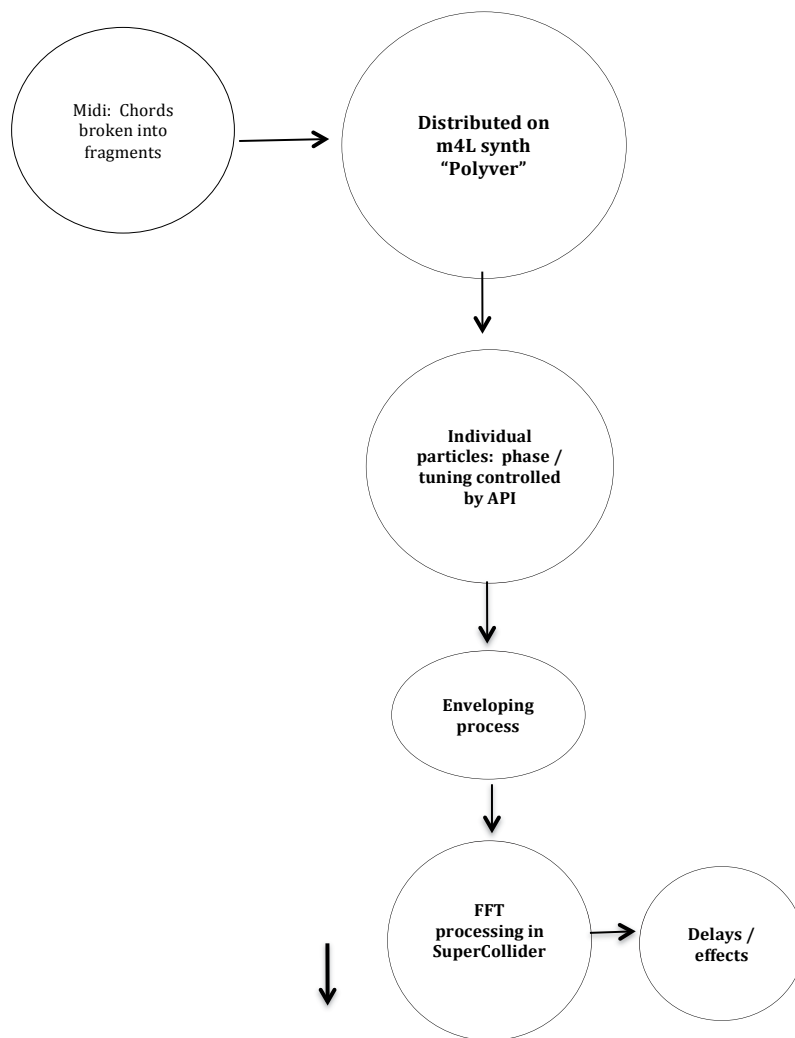 Midi: Chords
broken into
fragments
Distributed on
m4L synth
“Polyver”
Individual
particles: phase /
tuning controlled
by API
Enveloping
process
FFT
processing in
SuperCollider
Delays /
effects